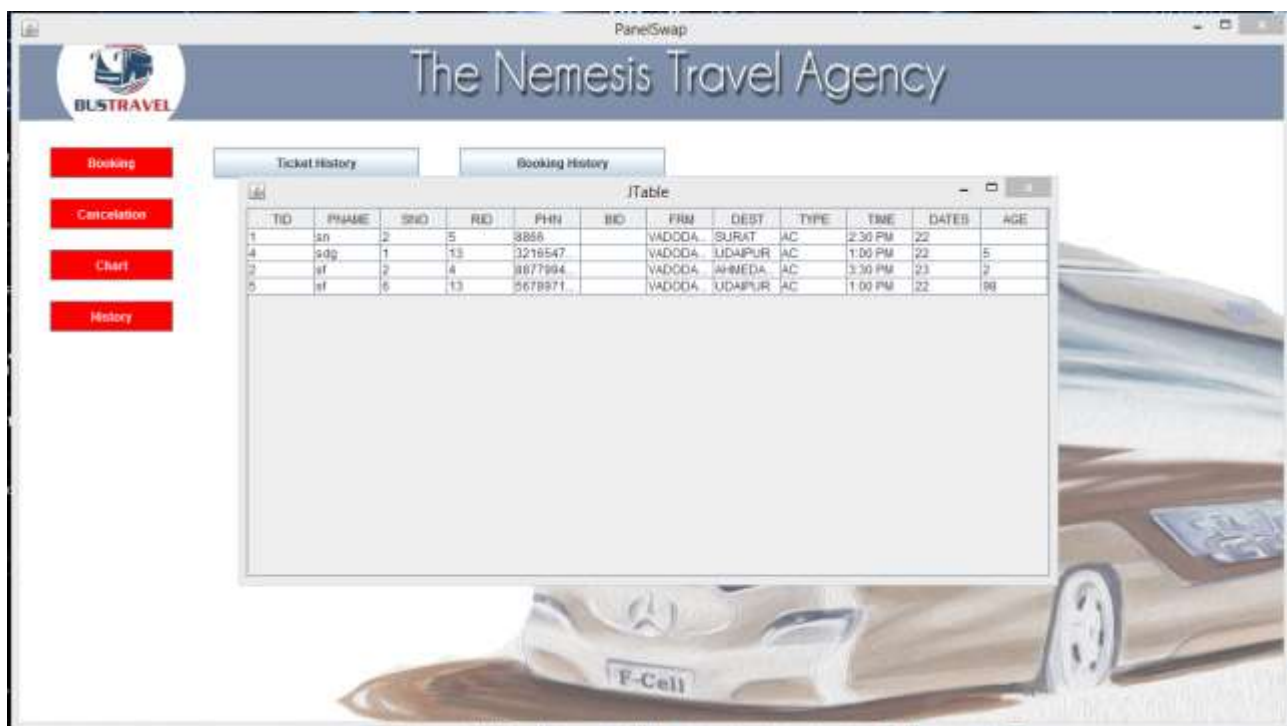 PanelSwap
BUSTRAVEL
The Nemesis Travel Agency
Booking
Ticket History Booking History
Cancelation
Chart
History
JTable
TID PNAME SNO RID PHN BID FRM DEST TYPE TIME DATES AGE
1 sn 2 5 8866 VADODA... SURAT AC 2:30 PM 22
4 sdg 1 13 3216547... VADODA... UDAIPUR AC 1:00 PM 22 5
2 sf 2 4 8877994... VADODA... AHMEDA... AC 3:30 PM 23 2
5 sf 6 13 5678971... VADODA... UDAIPUR AC 1:00 PM 22 98
F-Cell